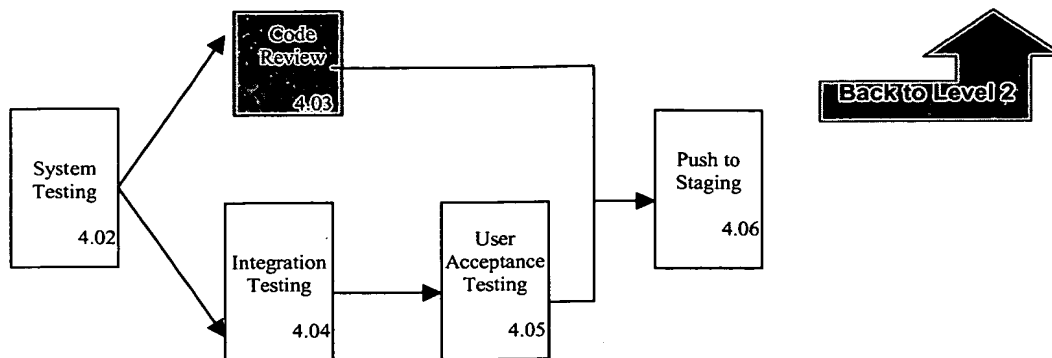 Code
Review
4.03
Back to Level 2
System
Testing
4.02
Push to
Staging
4.06
Integration
Testing
4.04
User
Acceptance
Testing
4.05